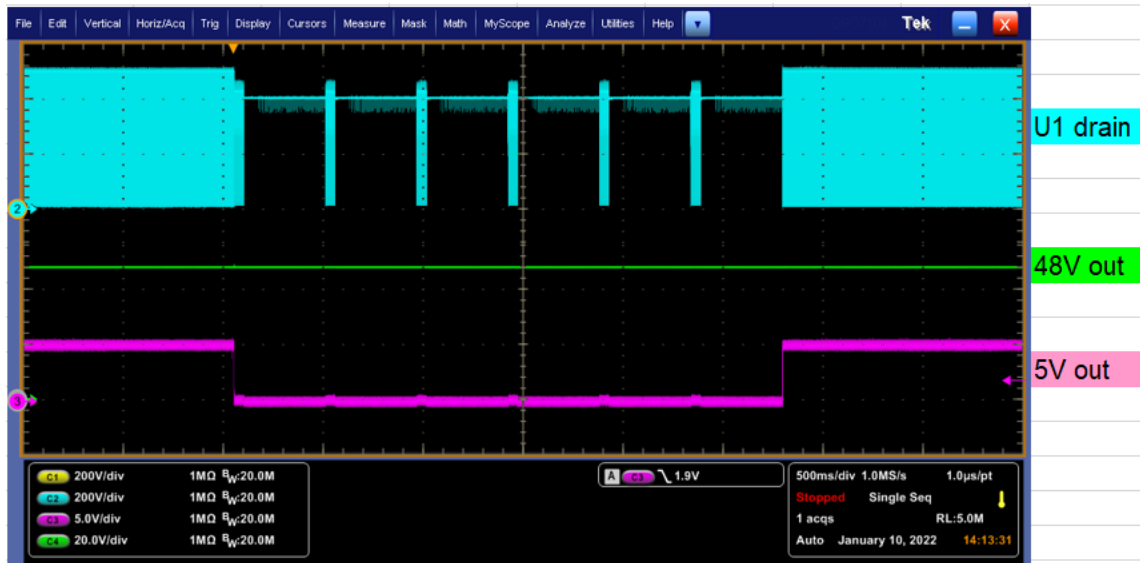 File Edit Vertical Horiz/Acq Trig Display Cursors Measure Mask Math MyScope Analyze Utilities Help Tek X
U1 drain
2
48V out
5V out
3
C1 200V/div 1MΩ BW:20.0M
C2 200V/div 1MΩ BW:20.0M
C3 5.0V/div 1MΩ BW:20.0M
C4 20.0V/div 1MΩ BW:20.0M
A C3 1.9V
500ms/div 1.0MS/s 1.0µs/pt
Stopped Single Seq
1 acqs RL:5.0M
Auto January 10, 2022 14:13:31